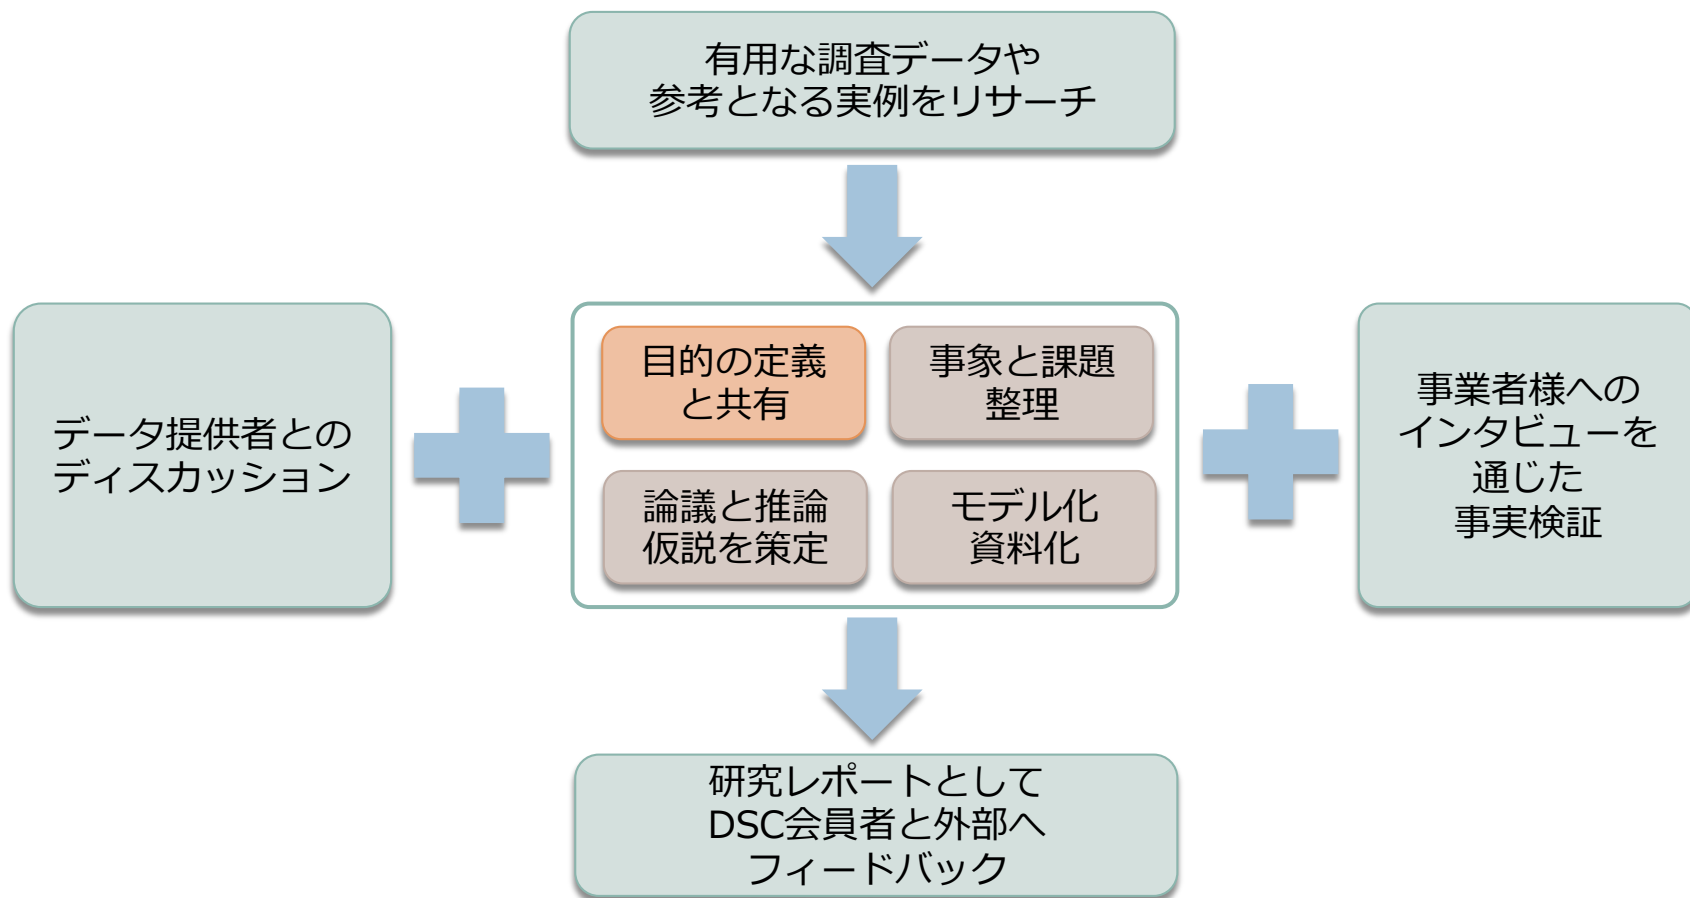 有用な調査データや
参考となる実例をリサーチ
データ提供者との
ディスカッション
目的の定義
と共有
事象と課題
整理
論議と推論
仮説を策定
モデル化
資料化
事業者様への
インタビューを
通じた
事実検証
研究レポートとして
DSC会員者と外部へ
フィードバック